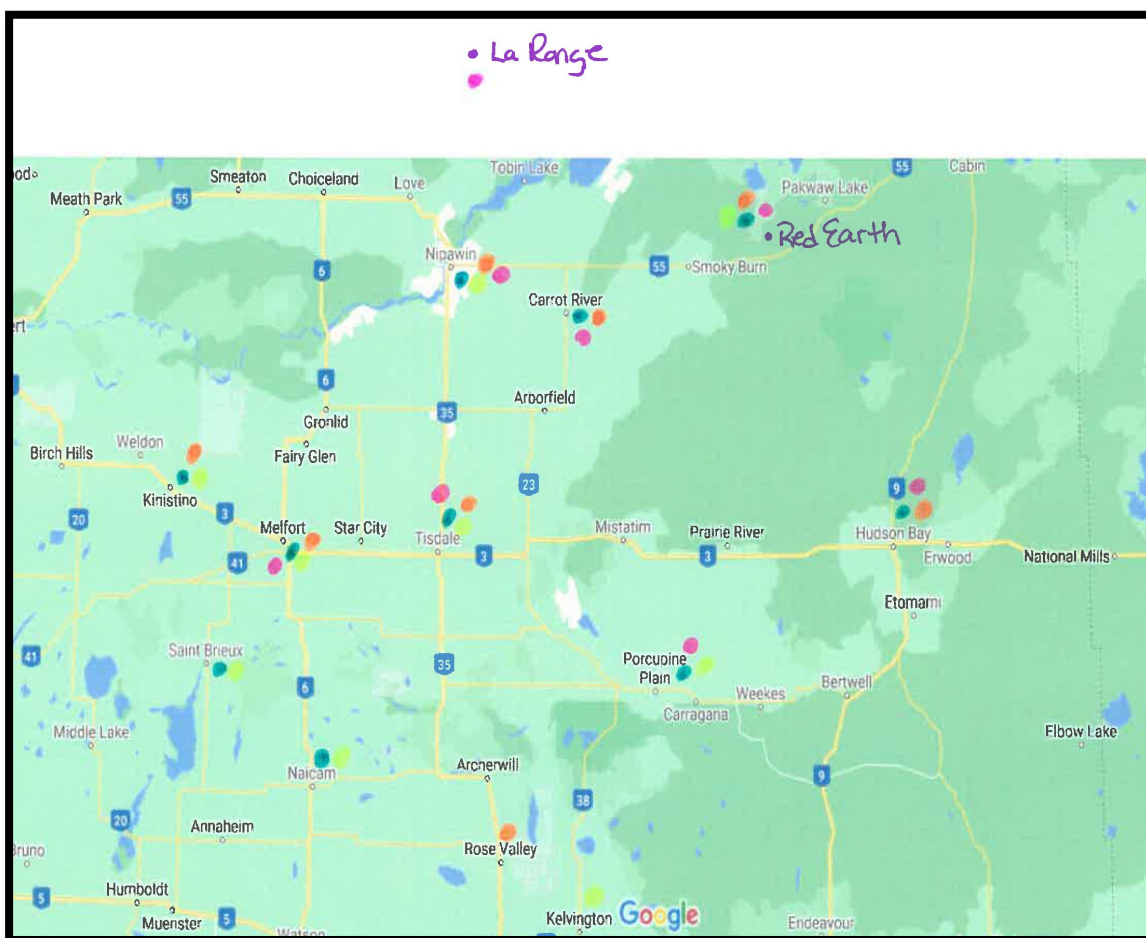 • La Ronge
ood
Smeaton
Choiceland
Love
Tobin Lake
55
Cabin
Meath Park
55
Pakwaw Lake
• Red Earth
Nipawin
6
55
Smoky Burn
Carrot River
ert
6
35
Arborfield
Gronlid
Weldon
Fairy Glen
Birch Hills
23
9
Kinistino
20
3
Melfort
Star City
Tisdale
Mistatim
Prairie River
Hudson Bay
41
3
3
Erwood
National Mills
Etomami
Saint Brieux
41
35
Porcupine
Plain
6
Weekes
Bertwell
Carragana
Middle Lake
Elbow Lake
Archerwill
Naicam
9
38
20
Annaheim
Rose Valley
Bruno
Humboldt
5
Muenster
5
Kelvington
Google
Endeavour
Watson